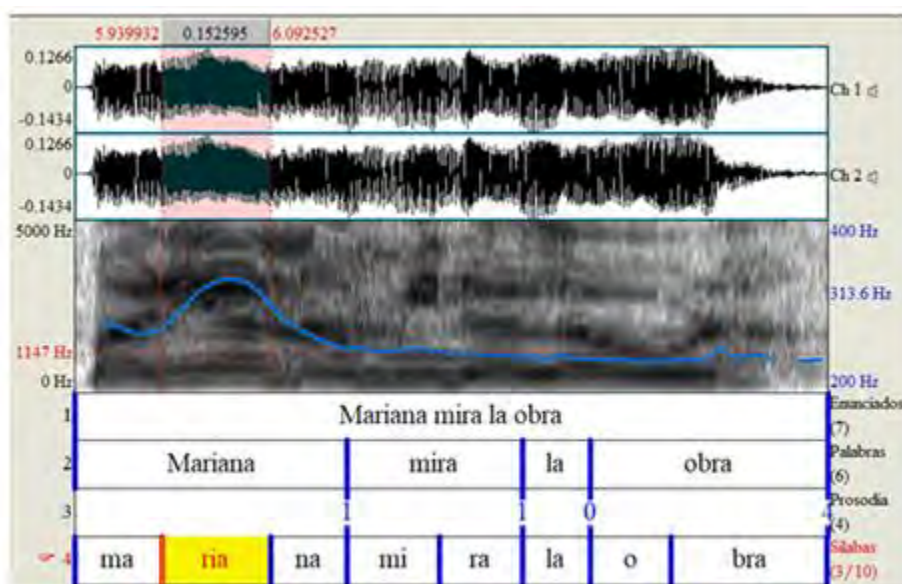 5.939932 0.152595 6.092527
0.1266
0
-0.1434
Ch 1
0.1266
0
-0.1434
Ch 2
5000 Hz 400 Hz
313.6 Hz
1147 Hz
0 Hz 200 Hz
1 Mariana mira la obra Enunciados (7)
2 Mariana mira la obra Palabras (6)
3 1 1 0 4 Prosodia (4)
4 ma ria na mi ra la o bra Sílabas (3/10)